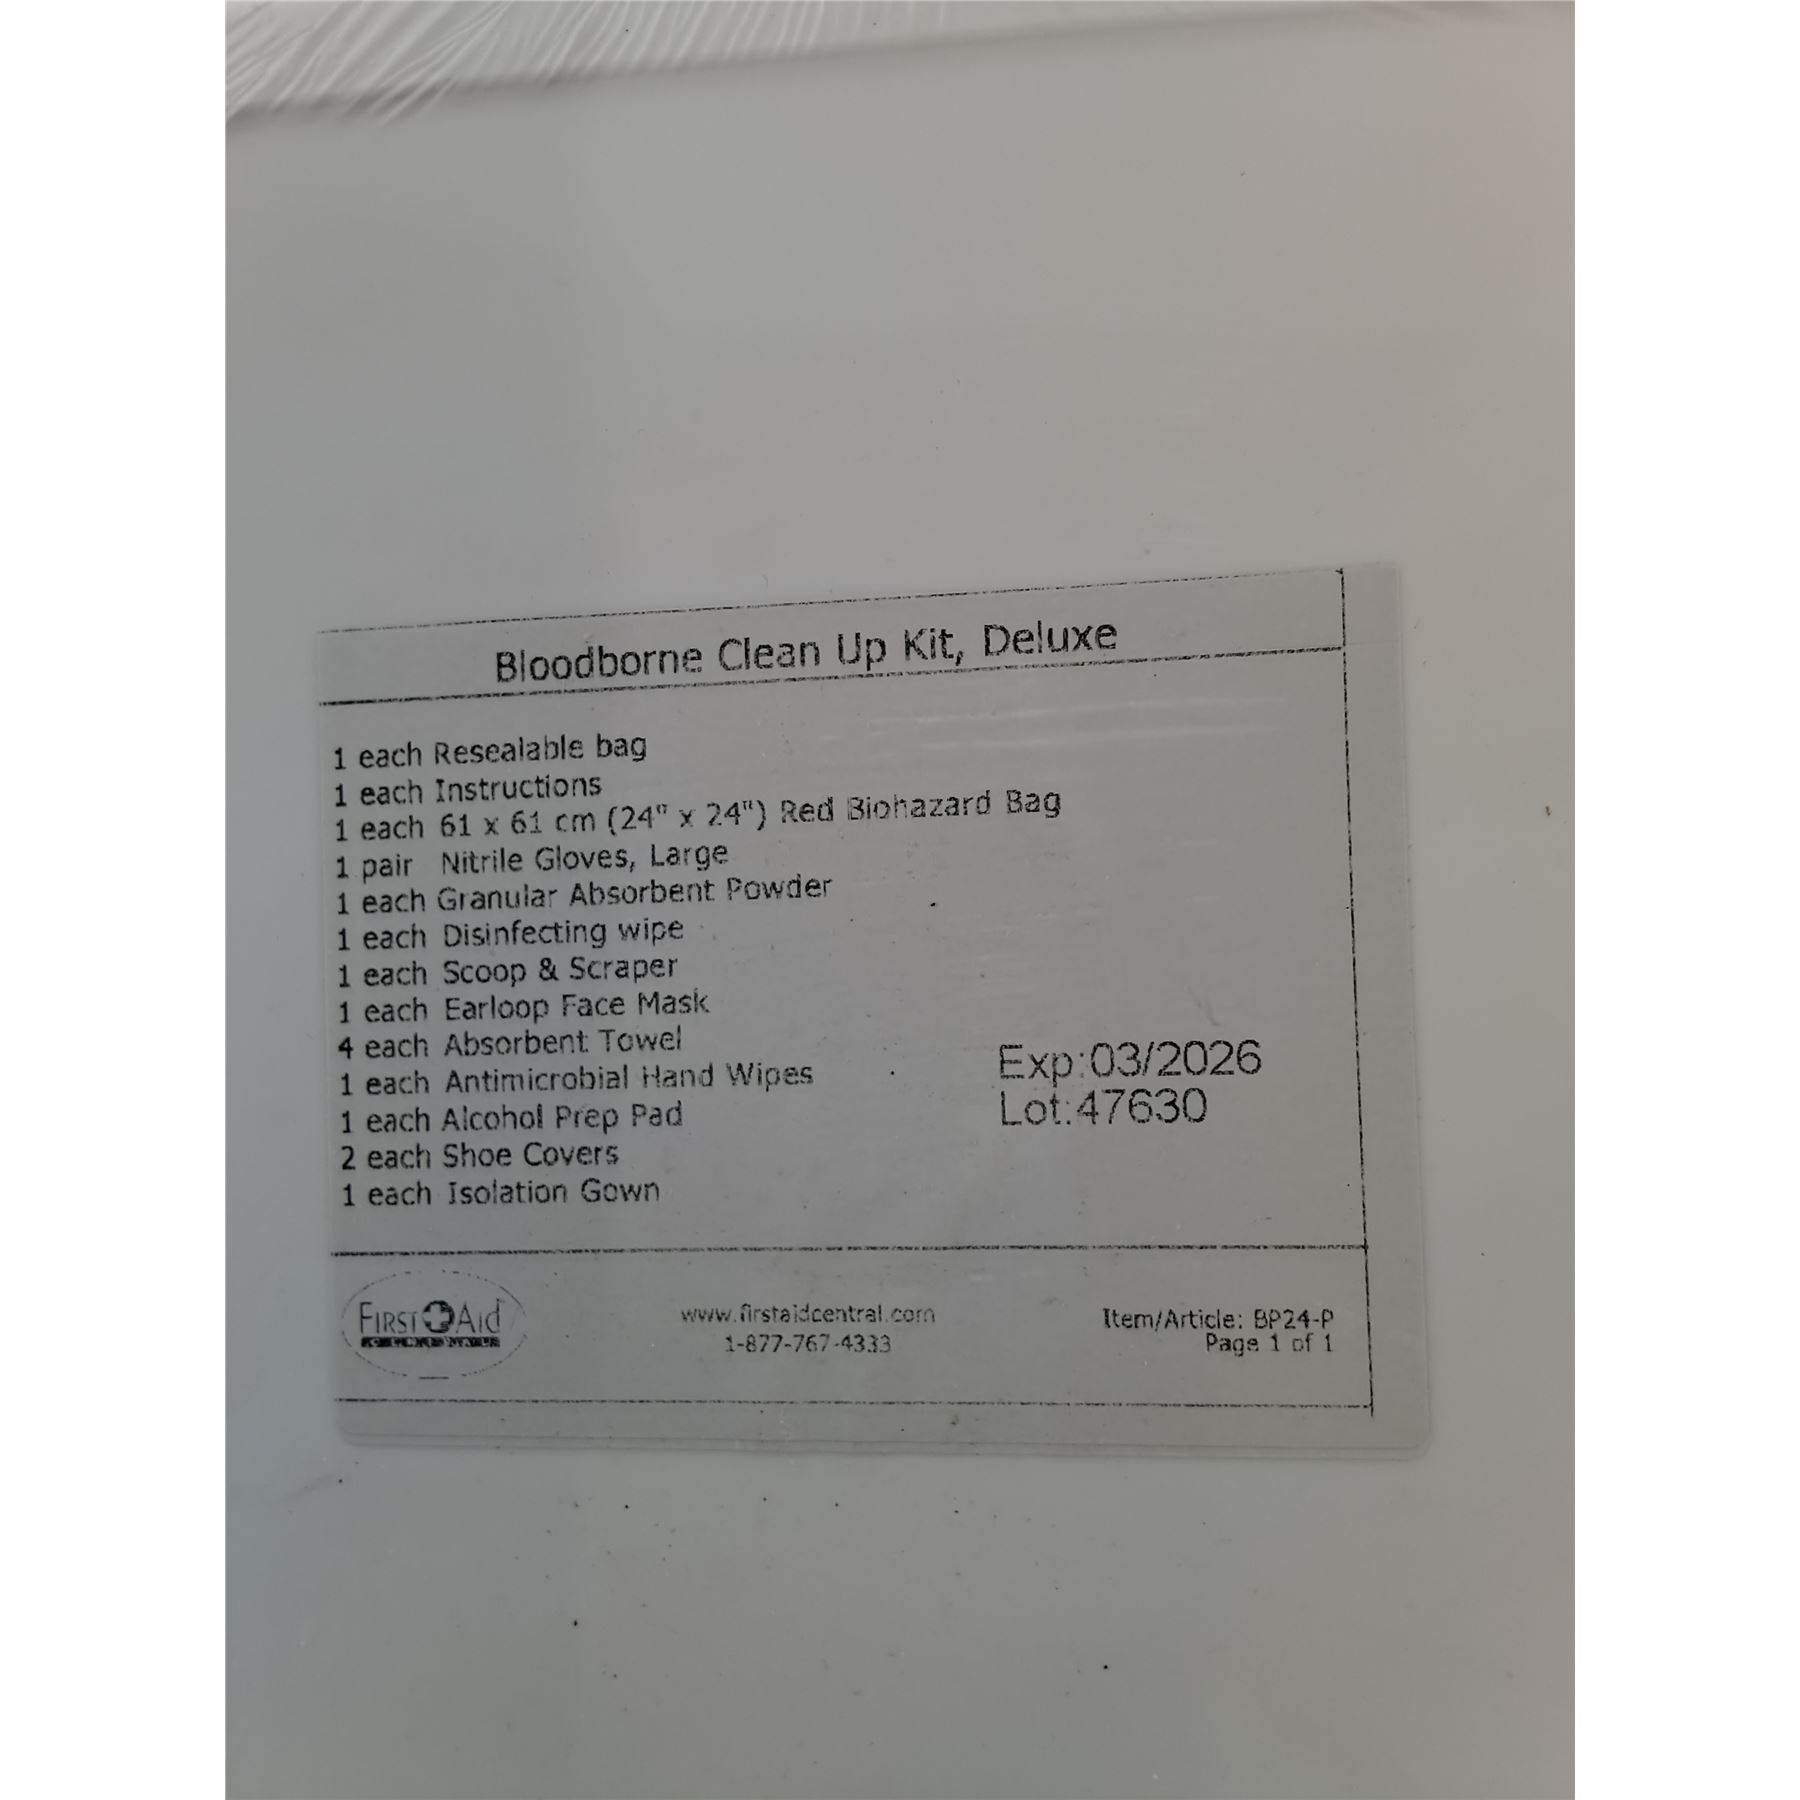 Bloodborne Clean Up Kit, Deluxe
1 each Resealable bag
1 each Instructions
1 each 61 x 61 cm (24" x 24") Red Biohazard Bag
1 pair Nitrile Gloves, Large
1 each Granular Absorbent Powder
1 each Disinfecting wipe
1 each Scoop & Scraper
1 each Earloop Face Mask
4 each Absorbent Towel
1 each Antimicrobial Hand Wipes
1 each Alcohol Prep Pad
2 each Shoe Covers
1 each Isolation Gown
Exp:03/2026
Lot:47630
FIRST AID
CENTRAL
www.firstaidcentral.com
1-877-767-4333
Item/Article: BP24-P
Page 1 of 1